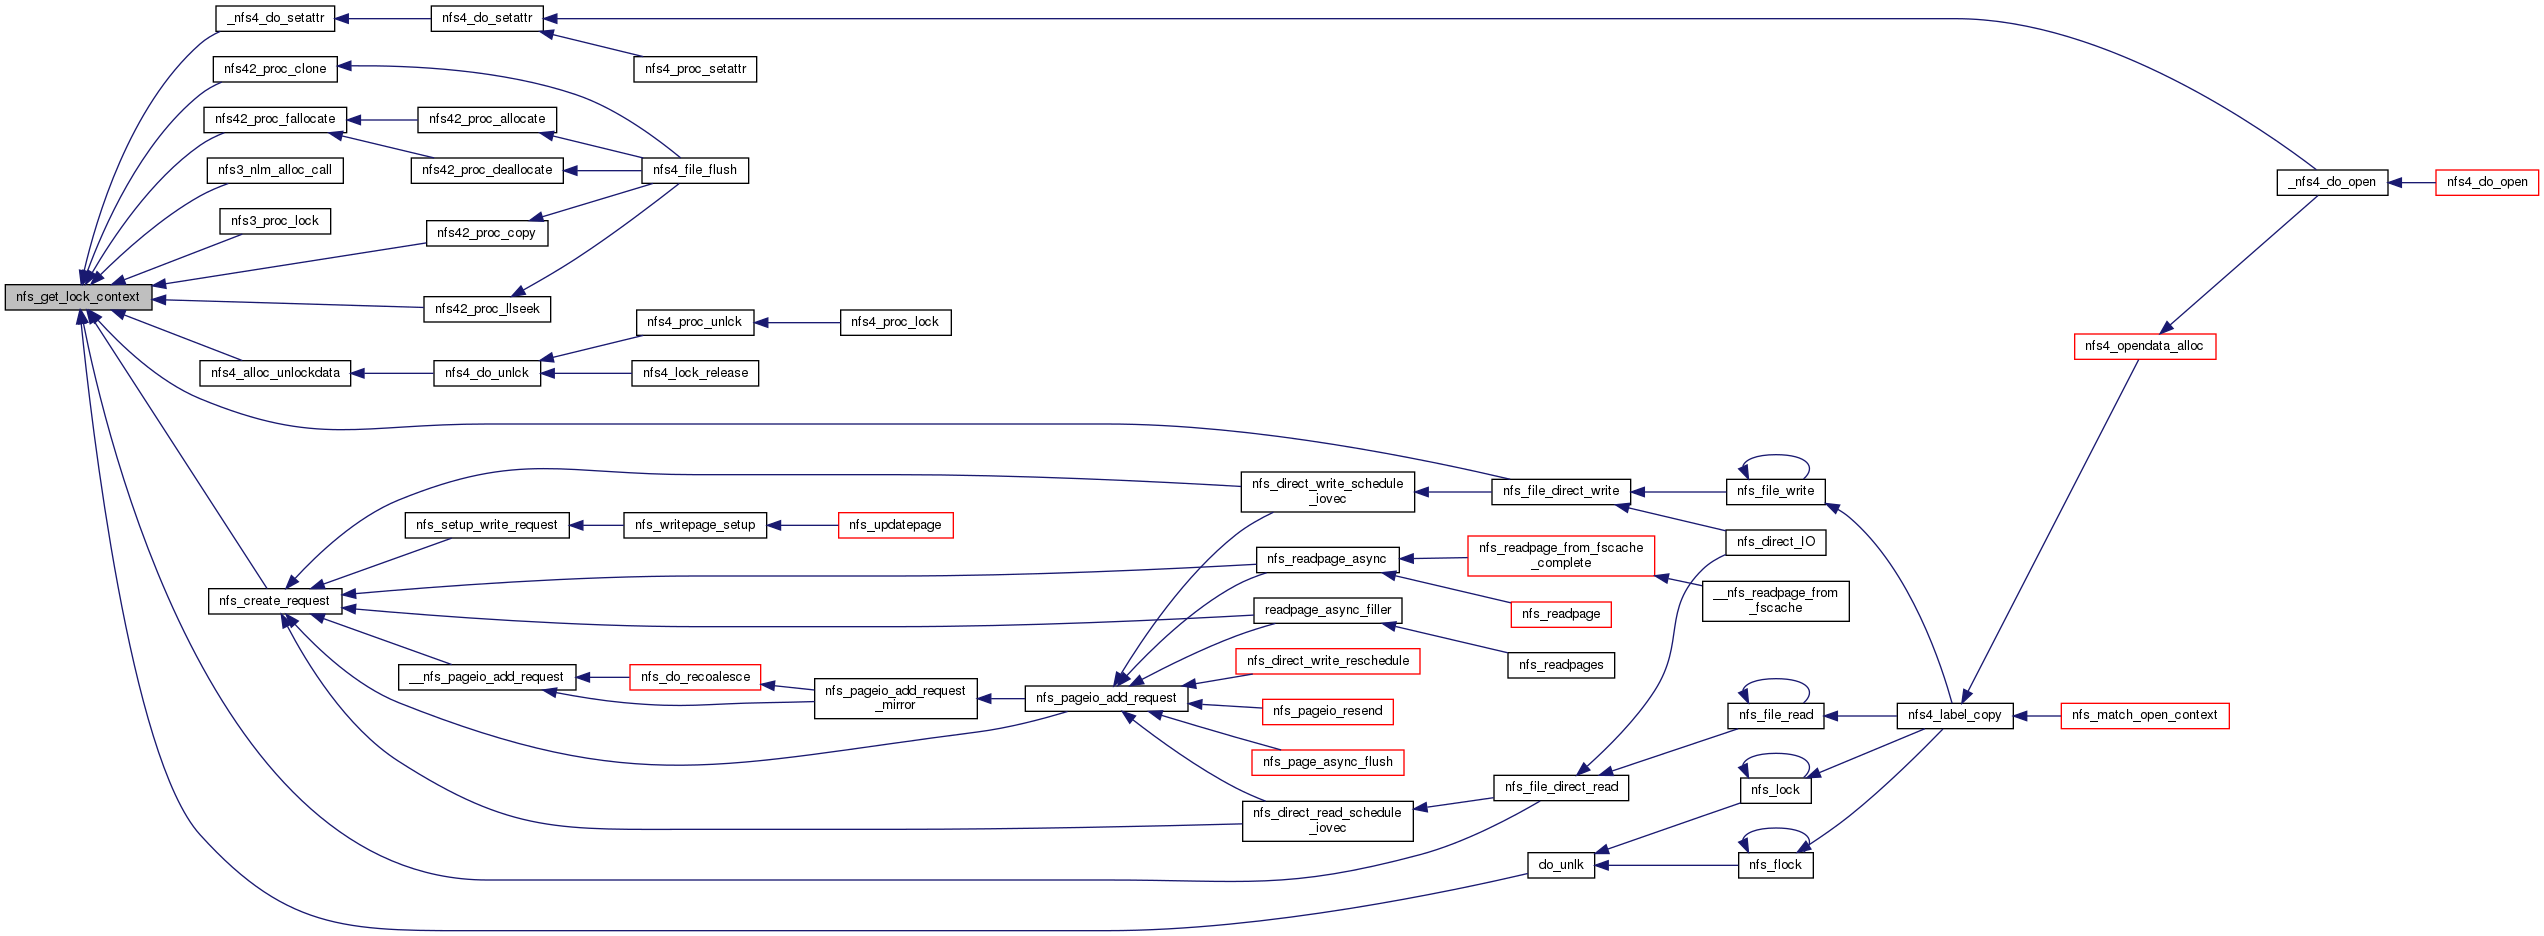 _nfs4_do_setattr
nfs4_do_setattr
nfs4_proc_setattr
nfs42_proc_clone
nfs42_proc_fallocate
nfs42_proc_allocate
nfs42_proc_deallocate
nfs4_file_flush
nfs3_nlm_alloc_call
nfs3_proc_lock
nfs42_proc_copy
_nfs4_do_open
nfs4_do_open
nfs_get_lock_context
nfs42_proc_llseek
nfs4_proc_unlck
nfs4_proc_lock
nfs4_alloc_unlockdata
nfs4_do_unlck
nfs4_lock_release
nfs4_opendata_alloc
nfs_direct_write_schedule
_iovec
nfs_file_direct_write
nfs_file_write
nfs_setup_write_request
nfs_writepage_setup
nfs_updatepage
nfs_direct_IO
nfs_readpage_async
nfs_readpage_from_fscache
_complete
__nfs_readpage_from
_fscache
nfs_create_request
readpage_async_filler
nfs_readpage
nfs_readpages
__nfs_pageio_add_request
nfs_do_recoalesce
nfs_pageio_add_request
_mirror
nfs_pageio_add_request
nfs_direct_write_reschedule
nfs_pageio_resend
nfs_page_async_flush
nfs_file_read
nfs4_label_copy
nfs_match_open_context
nfs_direct_read_schedule
_iovec
nfs_file_direct_read
nfs_lock
do_unlk
nfs_flock